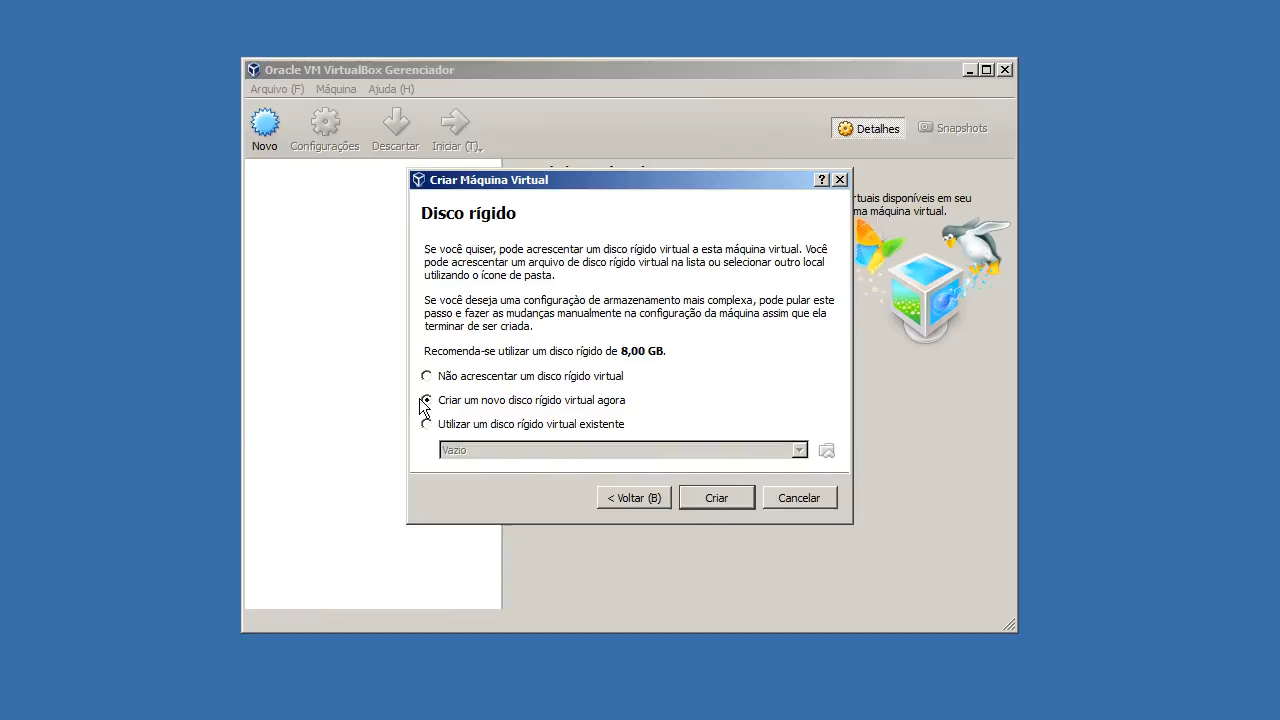 Oracle VM VirtualBox Gerenciador
Arquivo (F) Máquina Ajuda (H)
Novo Configurações Descartar Iniciar (T) Detalhes Snapshots
Criar Máquina Virtual
rtuais disponíveis em seu
ma máquina virtual.
Disco rígido
Se você quiser, pode acrescentar um disco rígido virtual a esta máquina virtual. Você
pode acrescentar um arquivo de disco rígido virtual na lista ou selecionar outro local
utilizando o ícone de pasta.
Se você deseja uma configuração de armazenamento mais complexa, pode pular este
passo e fazer as mudanças manualmente na configuração da máquina assim que ela
terminar de ser criada.
Recomenda-se utilizar um disco rígido de 8,00 GB.
Não acrescentar um disco rígido virtual
Criar um novo disco rígido virtual agora
Utilizar um disco rígido virtual existente
Vazio
< Voltar (B) Criar Cancelar